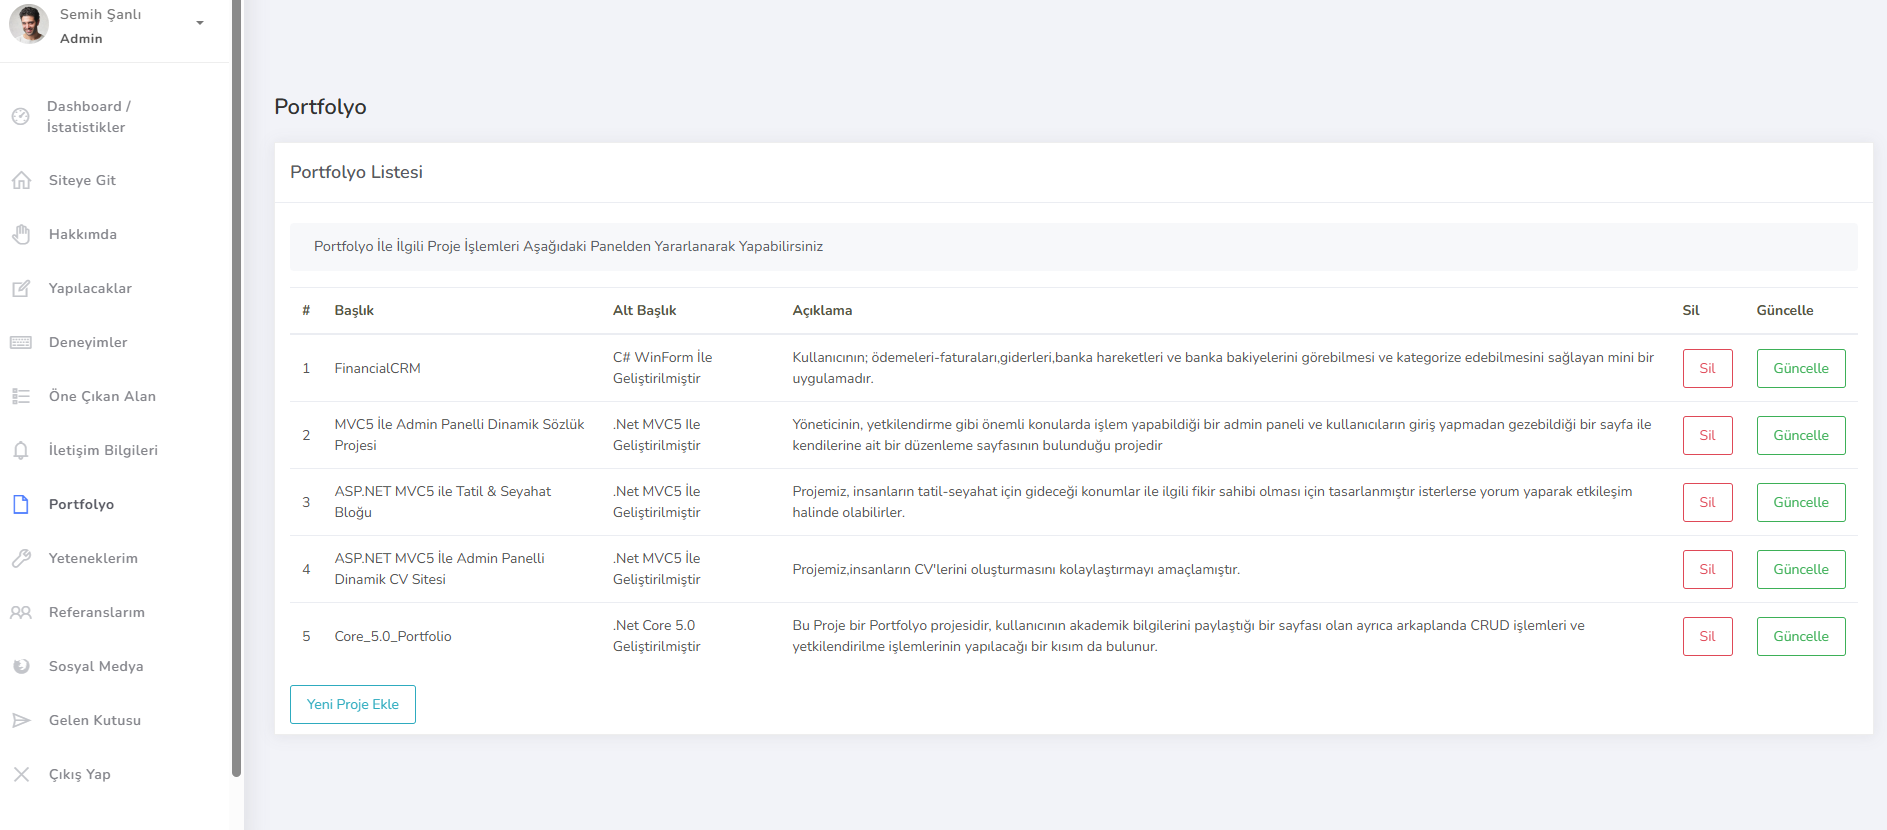 Semih Şanlı
Admin
Dashboard /
İstatistikler
Siteye Git
Hakkımda
Yapılacaklar
Deneyimler
Öne Çıkan Alan
İletişim Bilgileri
Portfolyo
Yeteneklerim
Referanslarım
Sosyal Medya
Gelen Kutusu
Çıkış Yap
Portfolyo
Portfolyo Listesi
Portfolyo İle İlgili Proje İşlemleri Aşağıdaki Panelden Yararlanarak Yapabilirsiniz
# Başlık Alt Başlık Açıklama Sil Güncelle
1 FinancialCRM
C# WinForm İle
Geliştirilmiştir
Kullanıcının; ödemeleri-faturaları,giderleri,banka hareketleri ve banka bakiyelerini görebilmesi ve kategorize edebilmesini sağlayan mini bir
uygulamadır.
Sil Güncelle
2
MVC5 İle Admin Panelli Dinamik Sözlük
Projesi
.Net MVC5 Ile
Geliştirilmiştir
Yöneticinin, yetkilendirme gibi önemli konularda işlem yapabildiği bir admin paneli ve kullanıcıların giriş yapmadan gezebildiği bir sayfa ile
kendilerine ait bir düzenleme sayfasının bulunduğu projedir
Sil Güncelle
3
ASP.NET MVC5 ile Tatil & Seyahat
Bloğu
.Net MVC5 İle
Geliştirilmiştir
Projemiz, insanların tatil-seyahat için gideceği konumlar ile ilgili fikir sahibi olması için tasarlanmıştır isterlerse yorum yaparak etkileşim
halinde olabilirler.
Sil Güncelle
4
ASP.NET MVC5 İle Admin Panelli
Dinamik CV Sitesi
.Net MVC5 İle
Geliştirilmiştir
Projemiz,insanların CV'lerini oluşturmasını kolaylaştırmayı amaçlamıştır.
Sil Güncelle
5 Core_5.0_Portfolio
.Net Core 5.0
Geliştirilmiştir
Bu Proje bir Portfolyo projesidir, kullanıcının akademik bilgilerini paylaştığı bir sayfası olan ayrıca arkaplanda CRUD işlemleri ve
yetkilendirilme işlemlerinin yapılacağı bir kısım da bulunur.
Sil Güncelle
Yeni Proje Ekle